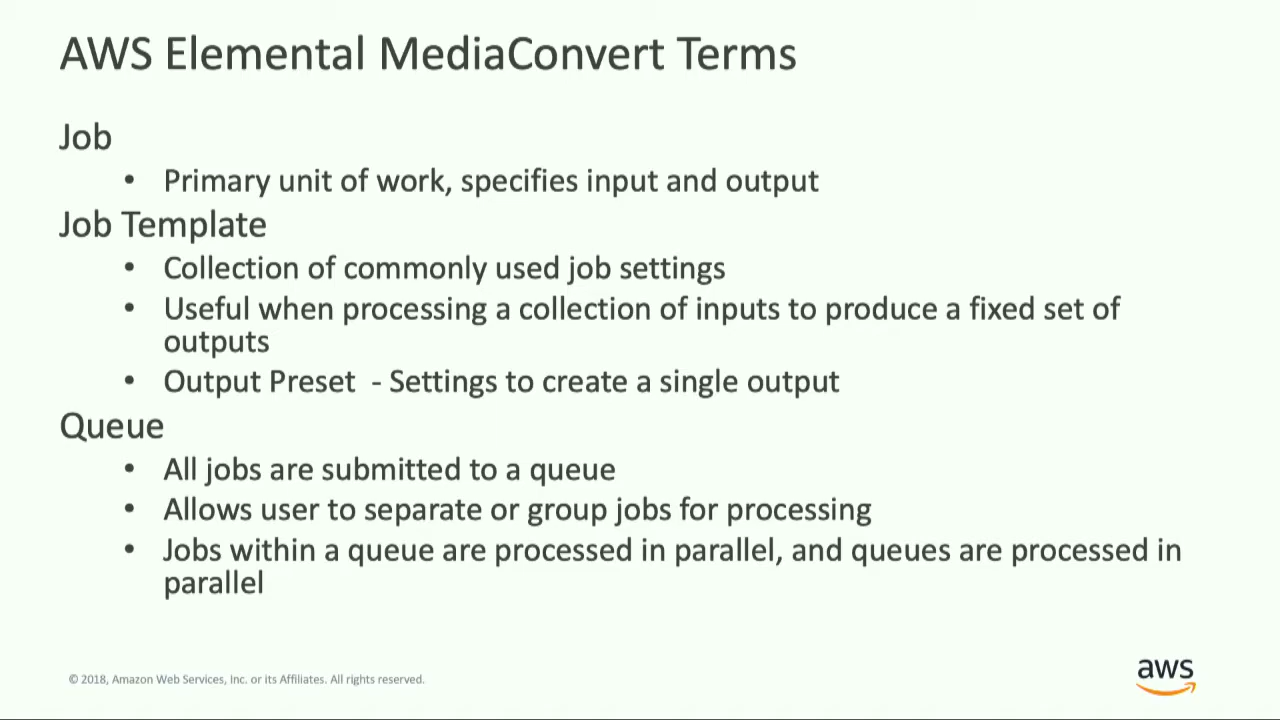 AWS Elemental MediaConvert Terms
Job
• Primary unit of work, specifies input and output
Job Template
• Collection of commonly used job settings
• Useful when processing a collection of inputs to produce a fixed set of
outputs
• Output Preset - Settings to create a single output
Queue
• All jobs are submitted to a queue
• Allows user to separate or group jobs for processing
• Jobs within a queue are processed in parallel, and queues are processed in
parallel
© 2018, Amazon Web Services, Inc. or its Affiliates. All rights reserved.
aws